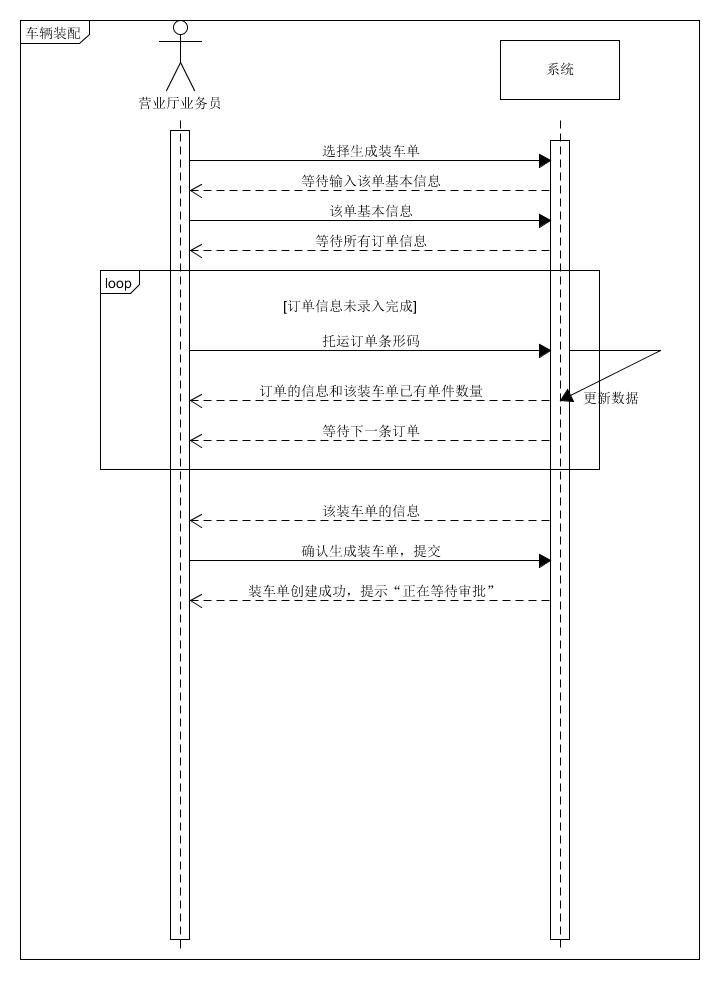 车辆装配
系统
营业厅业务员
选择生成装车单
等待输入该单基本信息
该单基本信息
等待所有订单信息
loop
[订单信息未录入完成]
托运订单条形码
订单的信息和该装车单已有单件数量
更新数据
等待下一条订单
该装车单的信息
确认生成装车单，提交
装车单创建成功，提示“正在等待审批”